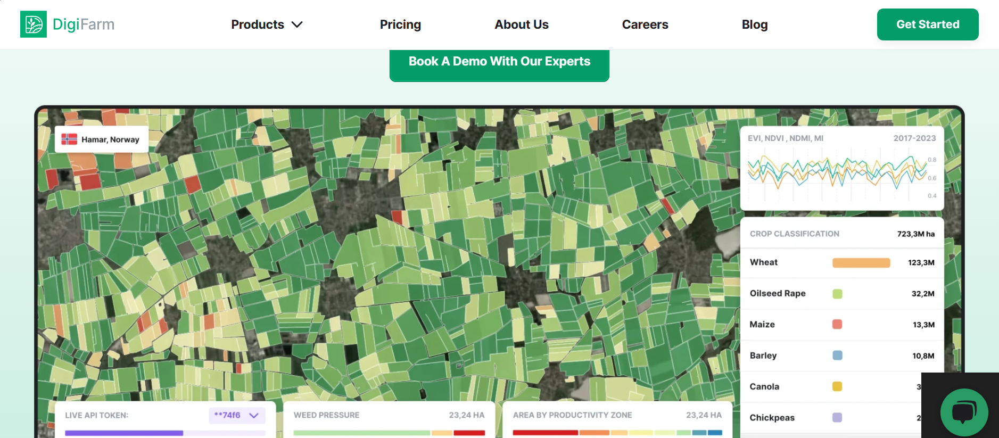 DigiFarm
Products
Pricing
About Us
Careers
Blog
Get Started
Book A Demo With Our Experts
Hamar, Norway
EVI, NDVI , NDMI, MI
2017-2023
0.8
0.6
0.4
CROP CLASSIFICATION
723,3M ha
Wheat
123,3M
Oilseed Rape
32,2M
Maize
13,3M
Barley
10,8M
Canola
3
Chickpeas
2
LIVE API TOKEN:
**74f6
WEED PRESSURE
23,24 HA
AREA BY PRODUCTIVITY ZONE
23,24 HA